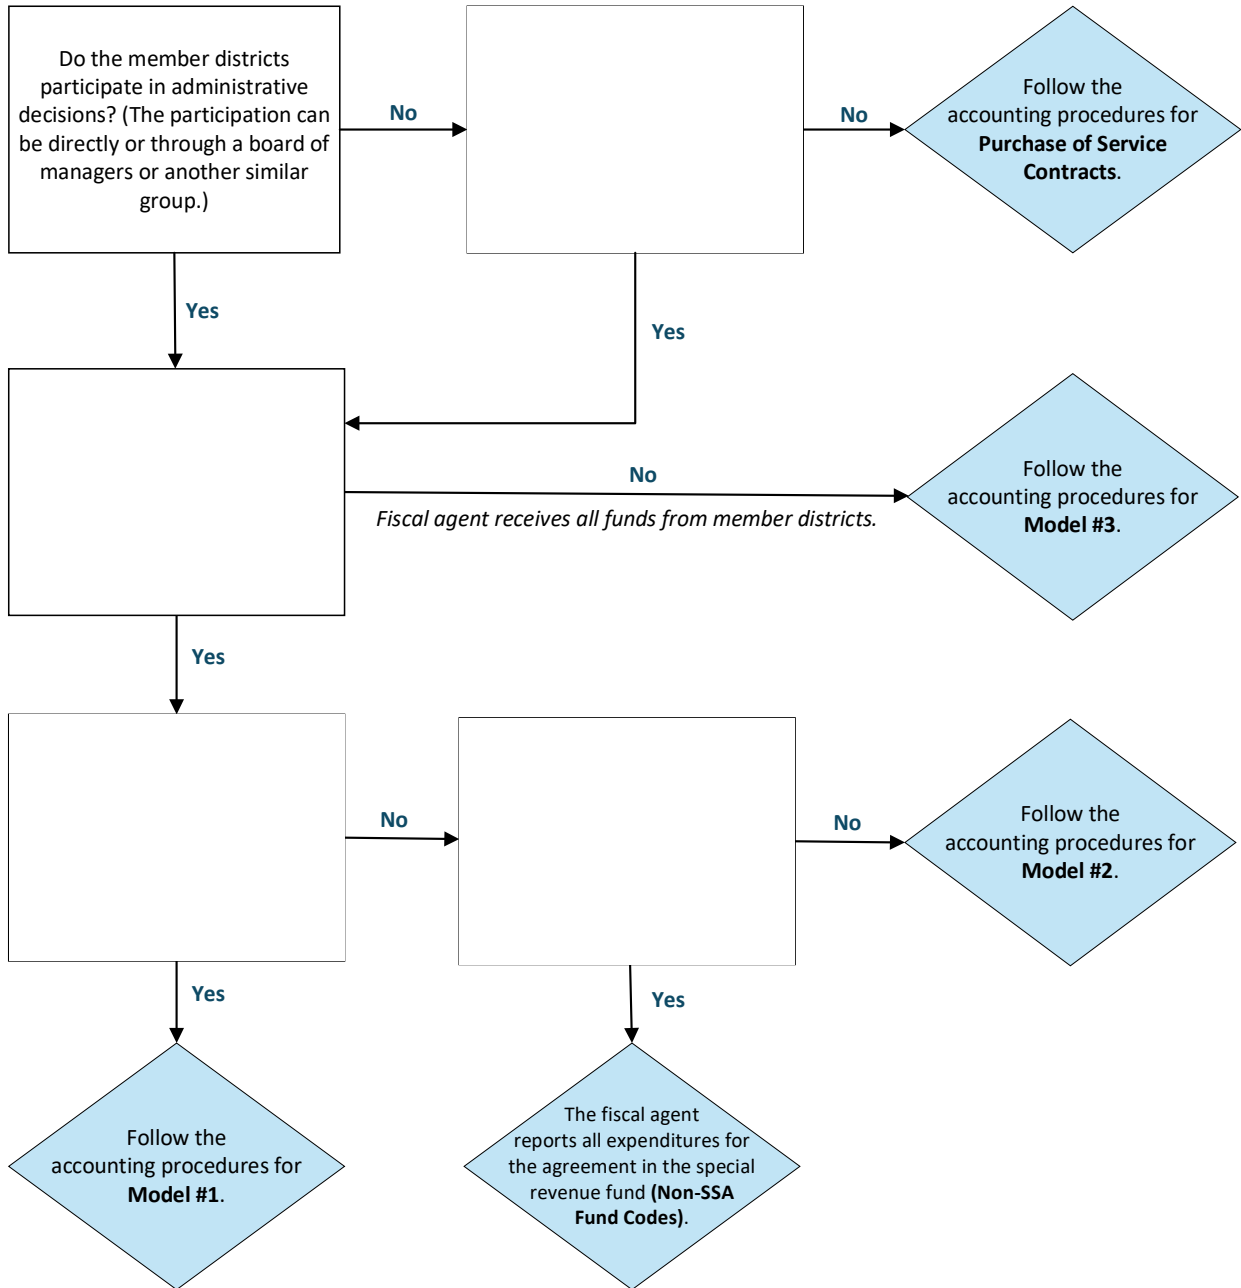 Do the member districts
participate in administrative
decisions? (The participation can
be directly or through a board of
managers or another similar
group.)
No
No
Follow the
accounting procedures for
Purchase of Service
Contracts.
Yes
Yes
No
Fiscal agent receives all funds from member districts.
Follow the
accounting procedures for
Model #3.
Yes
No
No
Follow the
accounting procedures for
Model #2.
Yes
Yes
Follow the
accounting procedures for
Model #1.
The fiscal agent
reports all expenditures for
the agreement in the special
revenue fund (Non-SSA
Fund Codes).